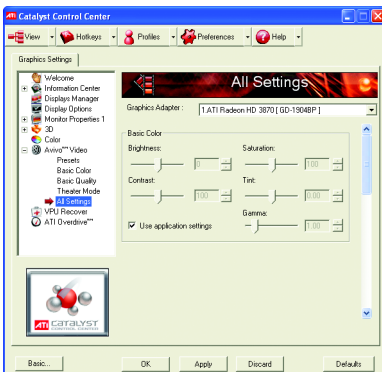 ATI Catalyst Control Center
View Hotkeys Profiles Preferences Help
Graphics Settings
Welcome
Information Center
Displays Manager
Display Options
Monitor Properties 1
3D
Color
Avivo™ Video
Presets
Basic Color
Basic Quality
Theater Mode
All Settings
VPU Recover
ATI Overdrive™
ATI CATALYST
CONTROL CENTER
All Settings
Graphics Adapter :
1.ATI Radeon HD 3870 [ GD-1904BP ]
Basic Color
Brightness: Saturation:
0 100
Contrast: Tint:
100 0.00
Gamma:
Use application settings 1.00
Basic... OK Apply Discard Defaults